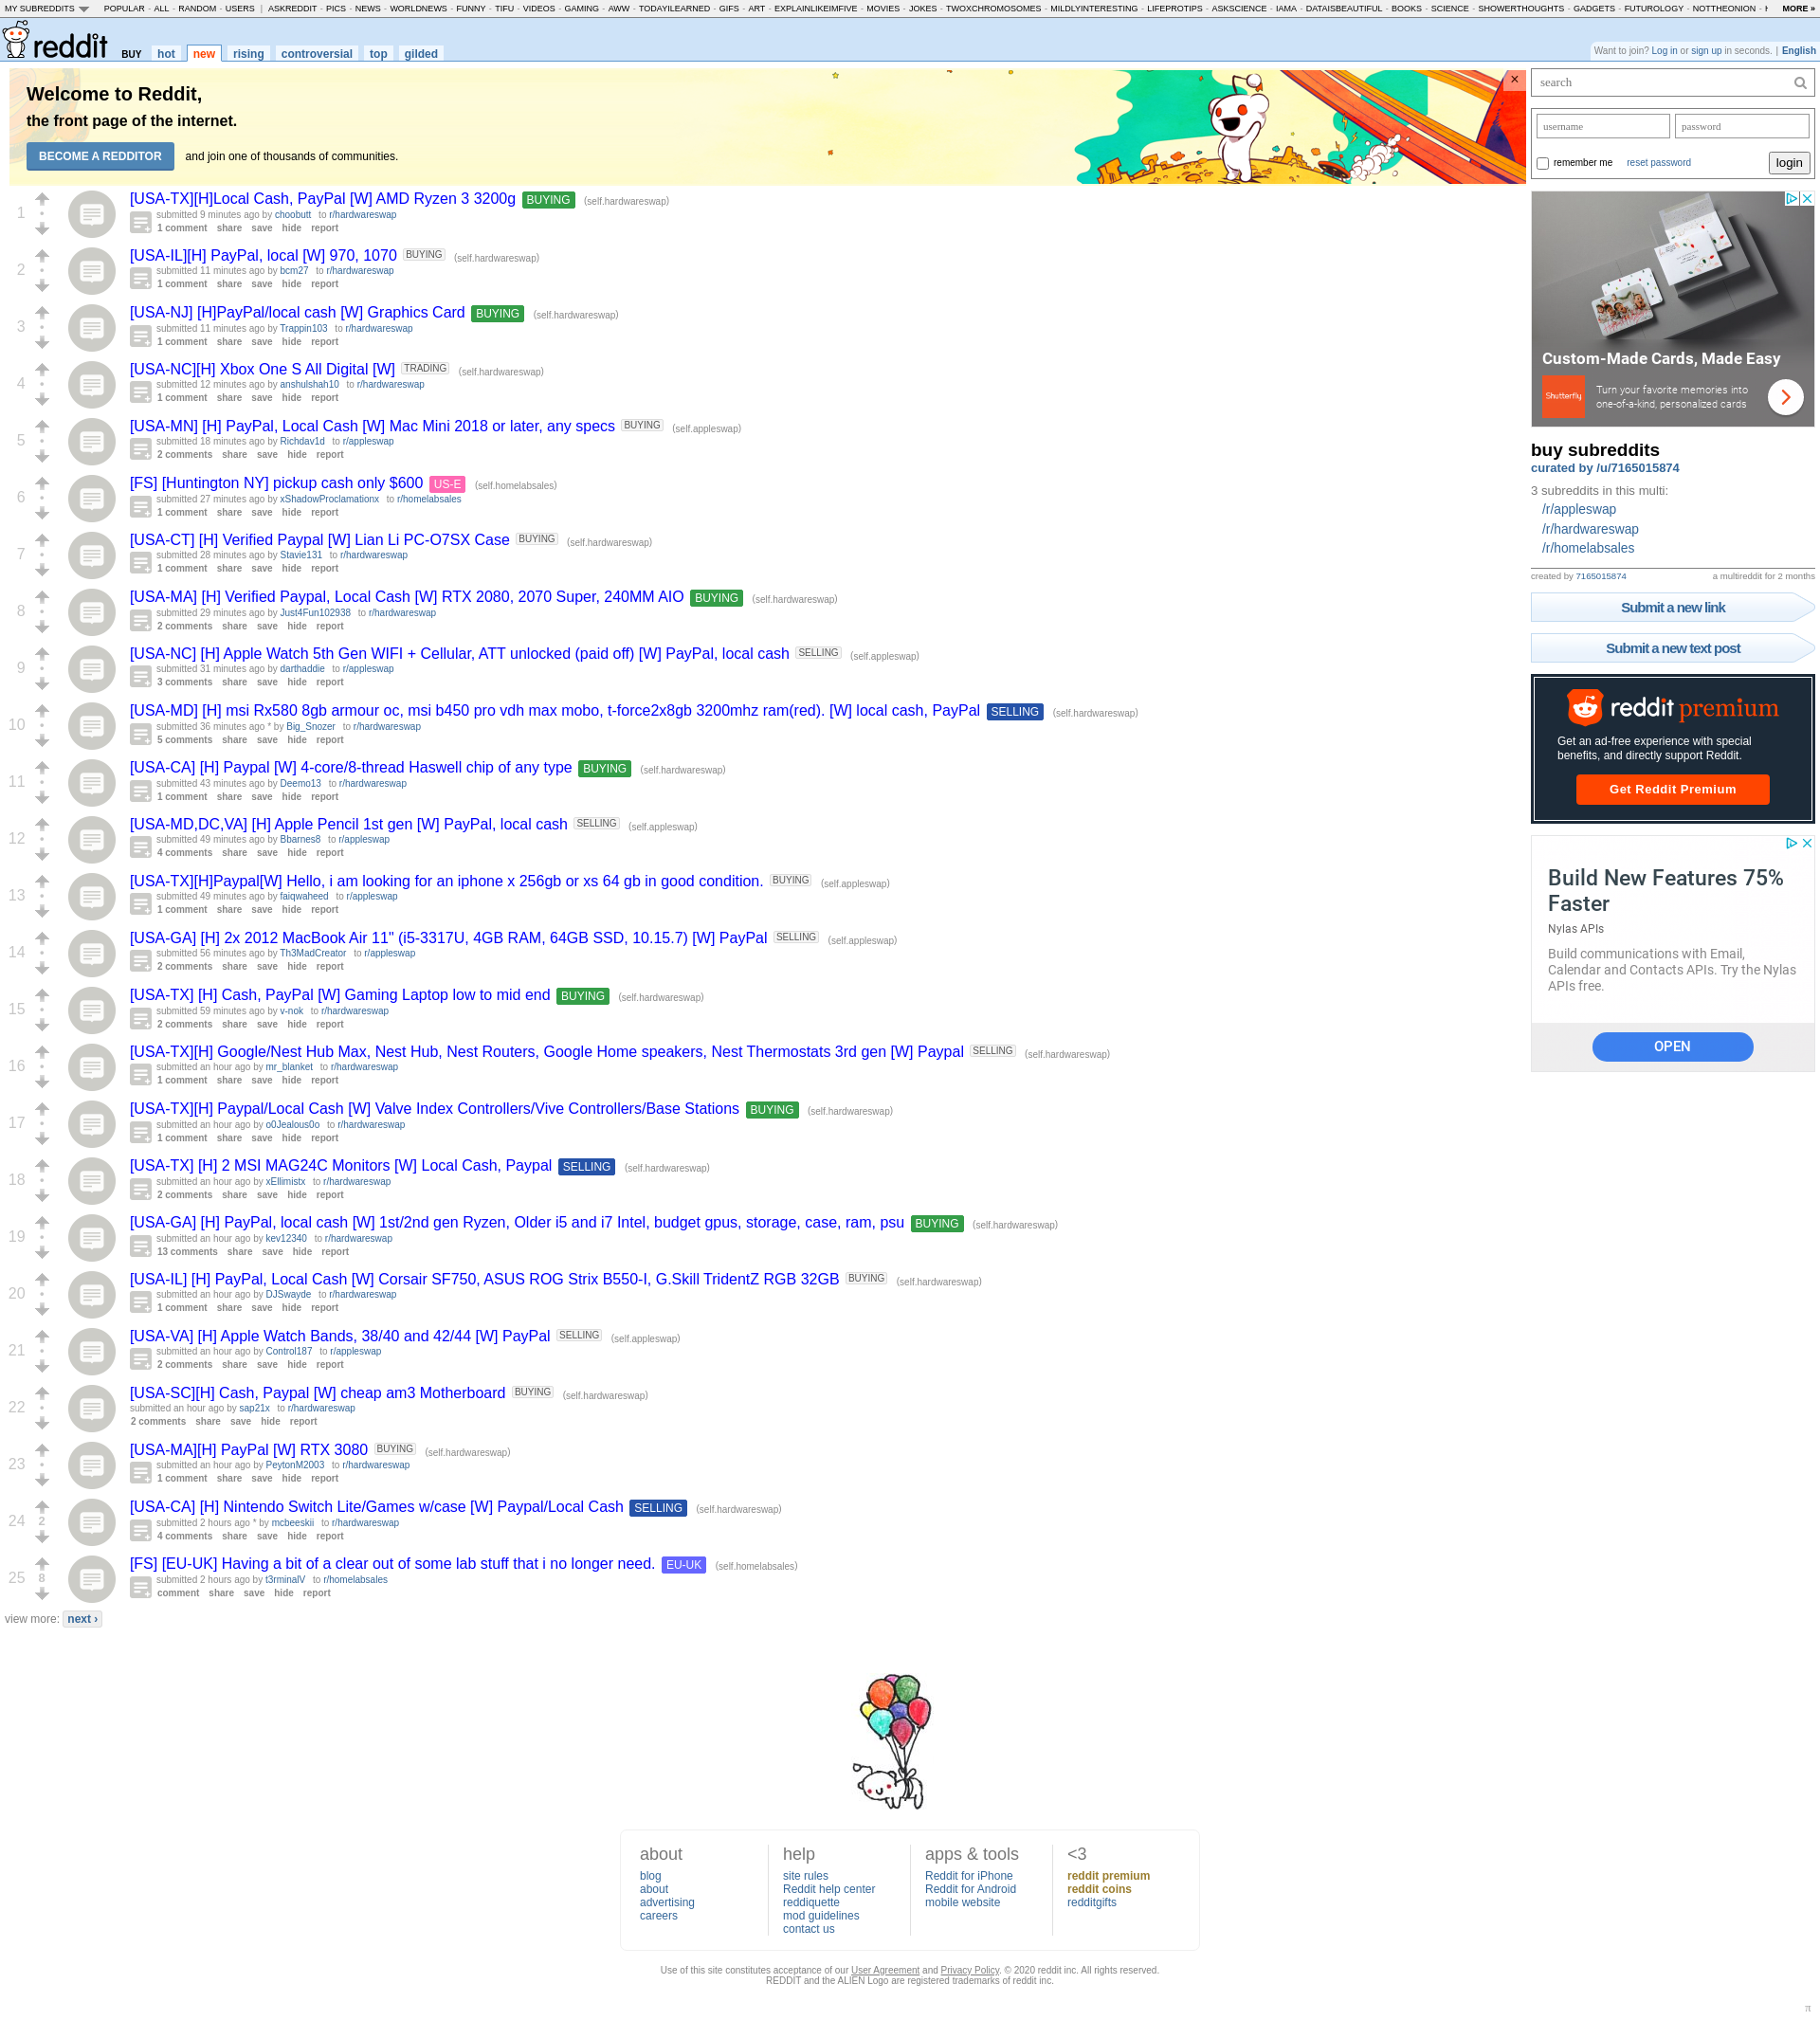 MY SUBREDDITS POPULAR - ALL - RANDOM - USERS | ASKREDDIT - PICS - NEWS - WORLDNEWS - FUNNY - TIFU - VIDEOS - GAMING - AWW - TODAYILEARNED - GIFS - ART - EXPLAINLIKEIMFIVE - MOVIES - JOKES - TWOXCHROMOSOMES - MILDLYINTERESTING - LIFEPROTIPS - ASKSCIENCE - IAMA - DATAISBEAUTIFUL - BOOKS - SCIENCE - SHOWERTHOUGHTS - GADGETS - FUTUROLOGY - NOTTHEONION - MORE »
reddit BUY hot new rising controversial top gilded
Want to join? Log in or sign up in seconds. | English
Welcome to Reddit,
the front page of the internet.
BECOME A REDDITOR and join one of thousands of communities.
×
1
[USA-TX][H]Local Cash, PayPal [W] AMD Ryzen 3 3200g BUYING (self.hardwareswap)
submitted 9 minutes ago by choobutt to r/hardwareswap
1 comment share save hide report
2
[USA-IL][H] PayPal, local [W] 970, 1070 BUYING (self.hardwareswap)
submitted 11 minutes ago by bcm27 to r/hardwareswap
1 comment share save hide report
3
[USA-NJ] [H]PayPal/local cash [W] Graphics Card BUYING (self.hardwareswap)
submitted 11 minutes ago by Trappin103 to r/hardwareswap
1 comment share save hide report
4
[USA-NC][H] Xbox One S All Digital [W] TRADING (self.hardwareswap)
submitted 12 minutes ago by anshulshah10 to r/hardwareswap
1 comment share save hide report
5
[USA-MN] [H] PayPal, Local Cash [W] Mac Mini 2018 or later, any specs BUYING (self.appleswap)
submitted 18 minutes ago by Richdav1d to r/appleswap
2 comments share save hide report
6
[FS] [Huntington NY] pickup cash only $600 US-E (self.homelabsales)
submitted 27 minutes ago by xShadowProclamationx to r/homelabsales
1 comment share save hide report
7
[USA-CT] [H] Verified Paypal [W] Lian Li PC-O7SX Case BUYING (self.hardwareswap)
submitted 28 minutes ago by Stavie131 to r/hardwareswap
1 comment share save hide report
8
[USA-MA] [H] Verified Paypal, Local Cash [W] RTX 2080, 2070 Super, 240MM AIO BUYING (self.hardwareswap)
submitted 29 minutes ago by Just4Fun102938 to r/hardwareswap
2 comments share save hide report
9
[USA-NC] [H] Apple Watch 5th Gen WIFI + Cellular, ATT unlocked (paid off) [W] PayPal, local cash SELLING (self.appleswap)
submitted 31 minutes ago by darthaddie to r/appleswap
3 comments share save hide report
10
[USA-MD] [H] msi Rx580 8gb armour oc, msi b450 pro vdh max mobo, t-force2x8gb 3200mhz ram(red). [W] local cash, PayPal SELLING (self.hardwareswap)
submitted 36 minutes ago * by Big_Snozer to r/hardwareswap
5 comments share save hide report
11
[USA-CA] [H] Paypal [W] 4-core/8-thread Haswell chip of any type BUYING (self.hardwareswap)
submitted 43 minutes ago by Deemo13 to r/hardwareswap
1 comment share save hide report
12
[USA-MD,DC,VA] [H] Apple Pencil 1st gen [W] PayPal, local cash SELLING (self.appleswap)
submitted 49 minutes ago by Bbarnes8 to r/appleswap
4 comments share save hide report
13
[USA-TX][H]Paypal[W] Hello, i am looking for an iphone x 256gb or xs 64 gb in good condition. BUYING (self.appleswap)
submitted 49 minutes ago by faiqwaheed to r/appleswap
1 comment share save hide report
14
[USA-GA] [H] 2x 2012 MacBook Air 11" (i5-3317U, 4GB RAM, 64GB SSD, 10.15.7) [W] PayPal SELLING (self.appleswap)
submitted 56 minutes ago by Th3MadCreator to r/appleswap
2 comments share save hide report
15
[USA-TX] [H] Cash, PayPal [W] Gaming Laptop low to mid end BUYING (self.hardwareswap)
submitted 59 minutes ago by v-nok to r/hardwareswap
2 comments share save hide report
16
[USA-TX][H] Google/Nest Hub Max, Nest Hub, Nest Routers, Google Home speakers, Nest Thermostats 3rd gen [W] Paypal SELLING (self.hardwareswap)
submitted an hour ago by mr_blanket to r/hardwareswap
1 comment share save hide report
17
[USA-TX][H] Paypal/Local Cash [W] Valve Index Controllers/Vive Controllers/Base Stations BUYING (self.hardwareswap)
submitted an hour ago by o0Jealous0o to r/hardwareswap
1 comment share save hide report
18
[USA-TX] [H] 2 MSI MAG24C Monitors [W] Local Cash, Paypal SELLING (self.hardwareswap)
submitted an hour ago by xEllimistx to r/hardwareswap
2 comments share save hide report
19
[USA-GA] [H] PayPal, local cash [W] 1st/2nd gen Ryzen, Older i5 and i7 Intel, budget gpus, storage, case, ram, psu BUYING (self.hardwareswap)
submitted an hour ago by kev12340 to r/hardwareswap
13 comments share save hide report
20
[USA-IL] [H] PayPal, Local Cash [W] Corsair SF750, ASUS ROG Strix B550-I, G.Skill TridentZ RGB 32GB BUYING (self.hardwareswap)
submitted an hour ago by DJSwayde to r/hardwareswap
1 comment share save hide report
21
[USA-VA] [H] Apple Watch Bands, 38/40 and 42/44 [W] PayPal SELLING (self.appleswap)
submitted an hour ago by Control187 to r/appleswap
2 comments share save hide report
22
[USA-SC][H] Cash, Paypal [W] cheap am3 Motherboard BUYING (self.hardwareswap)
submitted an hour ago by sap21x to r/hardwareswap
2 comments share save hide report
23
[USA-MA][H] PayPal [W] RTX 3080 BUYING (self.hardwareswap)
submitted an hour ago by PeytonM2003 to r/hardwareswap
1 comment share save hide report
24 2
[USA-CA] [H] Nintendo Switch Lite/Games w/case [W] Paypal/Local Cash SELLING (self.hardwareswap)
submitted 2 hours ago * by mcbeeskii to r/hardwareswap
4 comments share save hide report
25 8
[FS] [EU-UK] Having a bit of a clear out of some lab stuff that i no longer need. EU-UK (self.homelabsales)
submitted 2 hours ago by t3rminalV to r/homelabsales
comment share save hide report
view more: next ›
search
username password
remember me reset password login
Custom-Made Cards, Made Easy
Shutterfly
Turn your favorite memories into
one-of-a-kind, personalized cards
buy subreddits
curated by /u/7165015874
3 subreddits in this multi:
/r/appleswap
/r/hardwareswap
/r/homelabsales
created by 7165015874 a multireddit for 2 months
Submit a new link
Submit a new text post
reddit premium
Get an ad-free experience with special
benefits, and directly support Reddit.
Get Reddit Premium
Build New Features 75%
Faster
Nylas APIs
Build communications with Email,
Calendar and Contacts APIs. Try the Nylas
APIs free.
OPEN
about
blog
about
advertising
careers
help
site rules
Reddit help center
reddiquette
mod guidelines
contact us
apps & tools
Reddit for iPhone
Reddit for Android
mobile website
<3
reddit premium
reddit coins
redditgifts
Use of this site constitutes acceptance of our User Agreement and Privacy Policy. © 2020 reddit inc. All rights reserved.
REDDIT and the ALIEN Logo are registered trademarks of reddit inc.
π